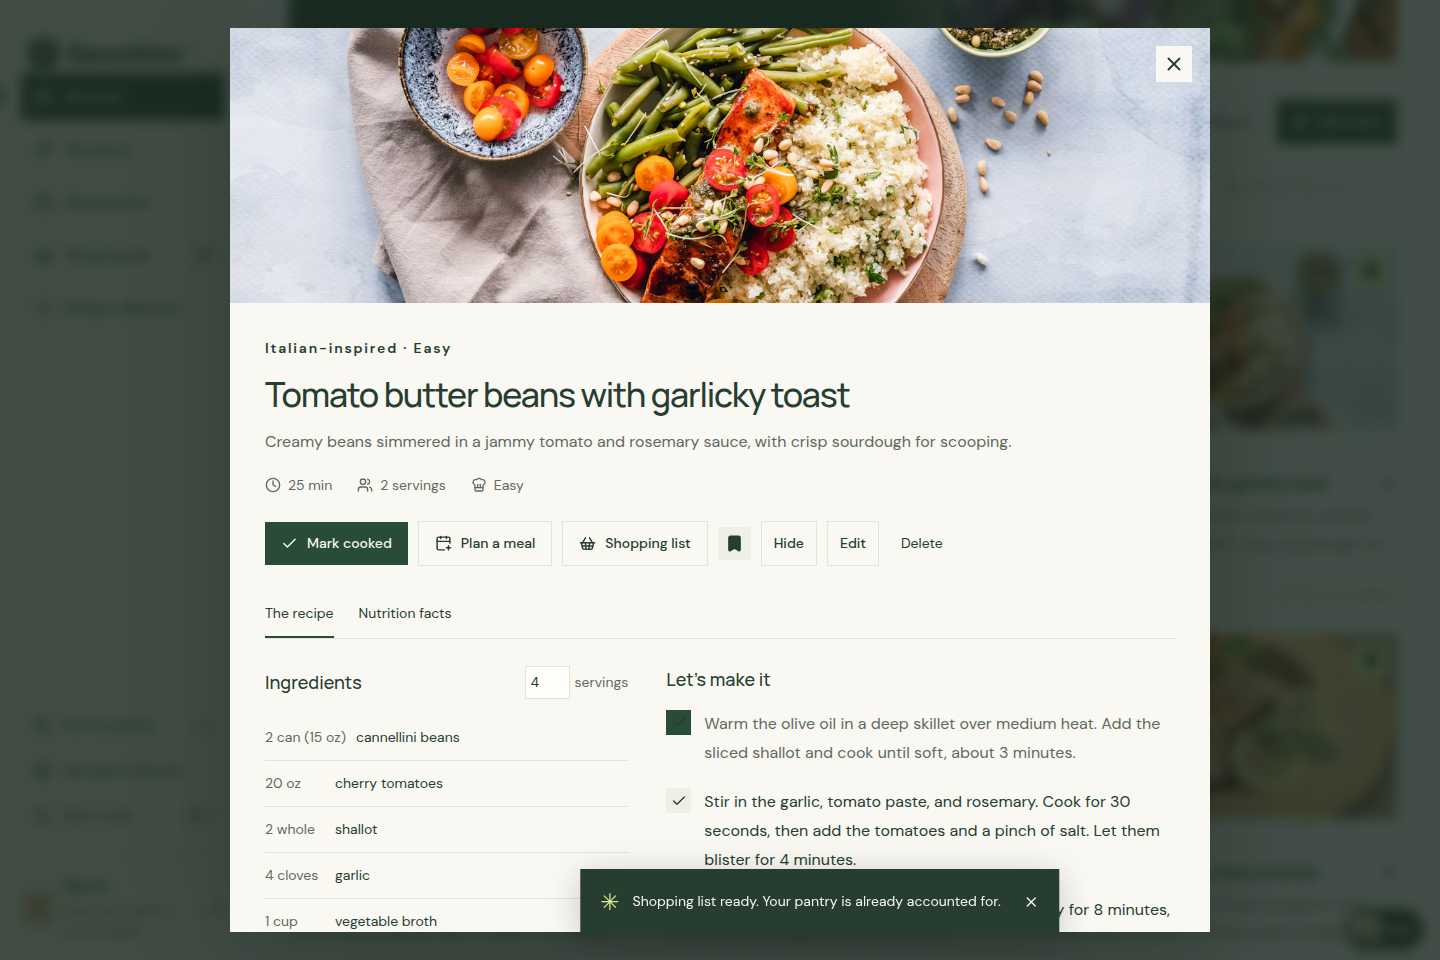 Italian-inspired · Easy
Tomato butter beans with garlicky toast
Creamy beans simmered in a jammy tomato and rosemary sauce, with crisp sourdough for scooping.
25 min
2 servings
Easy
Mark cooked
Plan a meal
Shopping list
Hide
Edit
Delete
The recipe
Nutrition facts
Ingredients
4 servings
2 can (15 oz) cannellini beans
20 oz cherry tomatoes
2 whole shallot
4 cloves garlic
1 cup vegetable broth
Let's make it
Warm the olive oil in a deep skillet over medium heat. Add the
sliced shallot and cook until soft, about 3 minutes.
Stir in the garlic, tomato paste, and rosemary. Cook for 30
seconds, then add the tomatoes and a pinch of salt. Let them
blister for 4 minutes.
for 8 minutes,
Shopping list ready. Your pantry is already accounted for.